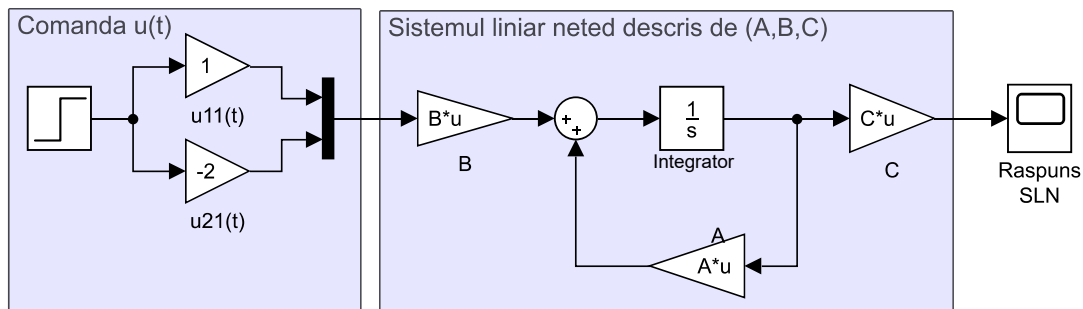 Comanda u(t)
1
u11(t)
-2
u21(t)
Sistemul liniar neted descris de (A,B,C)
B*u
B
+
+
1
s
Integrator
A
A*u
C*u
C
Raspuns
SLN